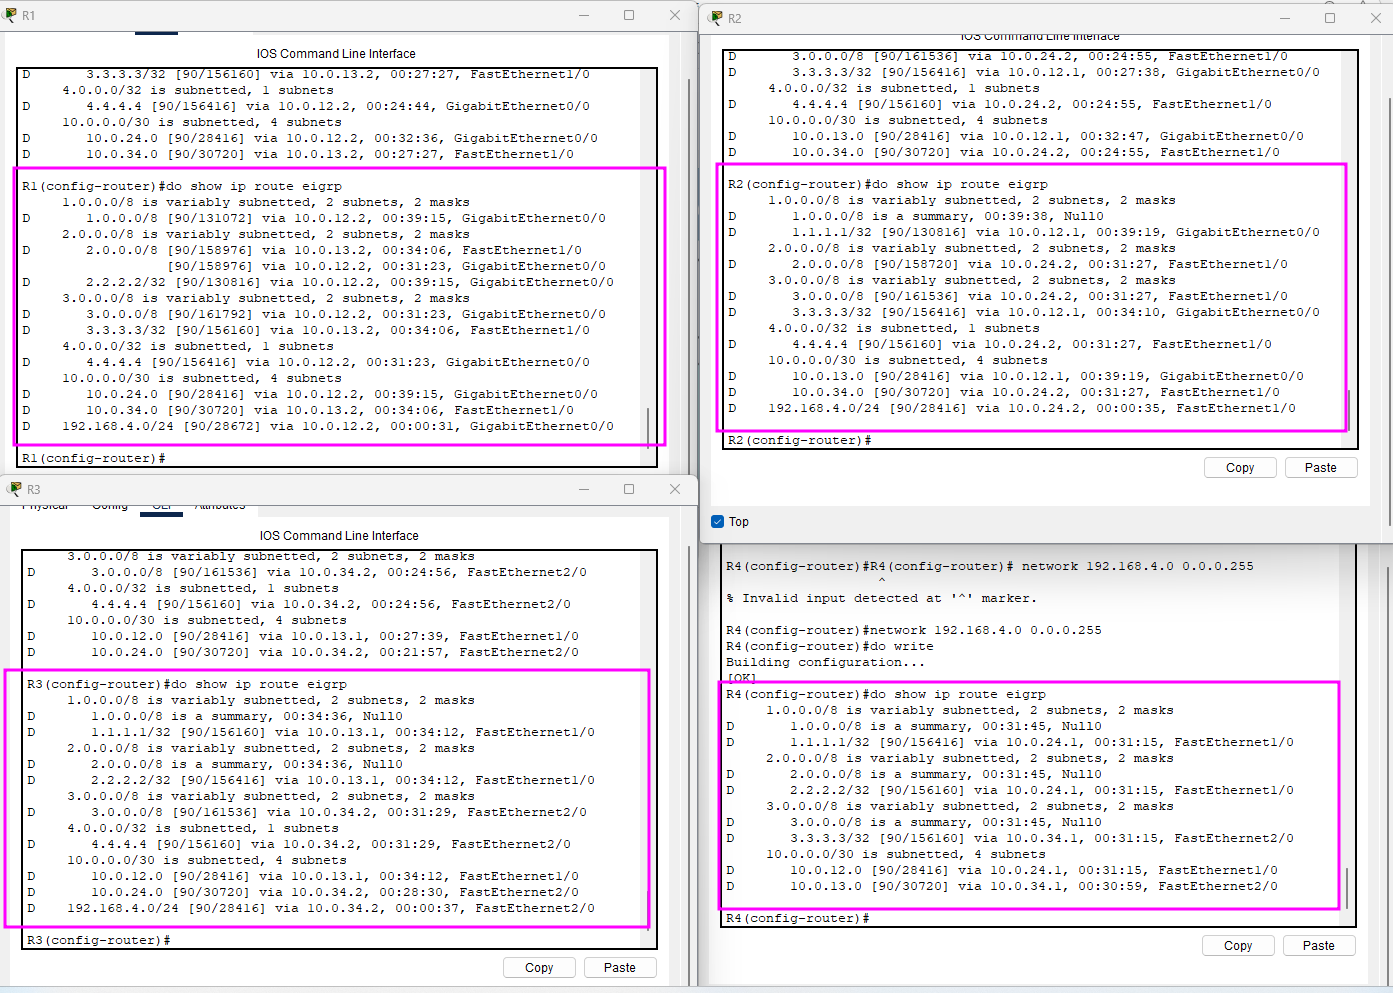 R1
IOS Command Line Interface
D       3.3.3.3/32 [90/156160] via 10.0.13.2, 00:27:27, FastEthernet1/0
     4.0.0.0/32 is subnetted, 1 subnets
D       4.4.4.4 [90/156416] via 10.0.12.2, 00:24:44, GigabitEthernet0/0
     10.0.0.0/30 is subnetted, 4 subnets
D       10.0.24.0 [90/28416] via 10.0.12.2, 00:32:36, GigabitEthernet0/0
D       10.0.34.0 [90/30720] via 10.0.13.2, 00:27:27, FastEthernet1/0
R1(config-router)#do show ip route eigrp
     1.0.0.0/8 is variably subnetted, 2 subnets, 2 masks
D       1.0.0.0/8 [90/131072] via 10.0.12.2, 00:39:15, GigabitEthernet0/0
     2.0.0.0/8 is variably subnetted, 2 subnets, 2 masks
D       2.0.0.0/8 [90/158976] via 10.0.13.2, 00:34:06, FastEthernet1/0
                  [90/158976] via 10.0.12.2, 00:31:23, GigabitEthernet0/0
D       2.2.2.2/32 [90/130816] via 10.0.12.2, 00:39:15, GigabitEthernet0/0
     3.0.0.0/8 is variably subnetted, 2 subnets, 2 masks
D       3.0.0.0/8 [90/161792] via 10.0.12.2, 00:31:23, GigabitEthernet0/0
D       3.3.3.3/32 [90/156160] via 10.0.13.2, 00:34:06, FastEthernet1/0
     4.0.0.0/32 is subnetted, 1 subnets
D       4.4.4.4 [90/156416] via 10.0.12.2, 00:31:23, GigabitEthernet0/0
     10.0.0.0/30 is subnetted, 4 subnets
D       10.0.24.0 [90/28416] via 10.0.12.2, 00:39:15, GigabitEthernet0/0
D       10.0.34.0 [90/30720] via 10.0.13.2, 00:34:06, FastEthernet1/0
D    192.168.4.0/24 [90/28672] via 10.0.12.2, 00:00:31, GigabitEthernet0/0
R1(config-router)#
R2
IOS Command Line Interface
D       3.0.0.0/8 [90/161536] via 10.0.24.2, 00:24:55, FastEthernet1/0
D       3.3.3.3/32 [90/156416] via 10.0.12.1, 00:27:38, GigabitEthernet0/0
     4.0.0.0/32 is subnetted, 1 subnets
D       4.4.4.4 [90/156160] via 10.0.24.2, 00:24:55, FastEthernet1/0
     10.0.0.0/30 is subnetted, 4 subnets
D       10.0.13.0 [90/28416] via 10.0.12.1, 00:32:47, GigabitEthernet0/0
D       10.0.34.0 [90/30720] via 10.0.24.2, 00:24:55, FastEthernet1/0
R2(config-router)#do show ip route eigrp
     1.0.0.0/8 is variably subnetted, 2 subnets, 2 masks
D       1.0.0.0/8 is a summary, 00:39:38, Null0
D       1.1.1.1/32 [90/130816] via 10.0.12.1, 00:39:19, GigabitEthernet0/0
     2.0.0.0/8 is variably subnetted, 2 subnets, 2 masks
D       2.0.0.0/8 [90/158720] via 10.0.24.2, 00:31:27, FastEthernet1/0
     3.0.0.0/8 is variably subnetted, 2 subnets, 2 masks
D       3.0.0.0/8 [90/161536] via 10.0.24.2, 00:31:27, FastEthernet1/0
D       3.3.3.3/32 [90/156416] via 10.0.12.1, 00:34:10, GigabitEthernet0/0
     4.0.0.0/32 is subnetted, 1 subnets
D       4.4.4.4 [90/156160] via 10.0.24.2, 00:31:27, FastEthernet1/0
     10.0.0.0/30 is subnetted, 4 subnets
D       10.0.13.0 [90/28416] via 10.0.12.1, 00:39:19, GigabitEthernet0/0
D       10.0.34.0 [90/30720] via 10.0.24.2, 00:31:27, FastEthernet1/0
D    192.168.4.0/24 [90/28416] via 10.0.24.2, 00:00:35, FastEthernet1/0
R2(config-router)#
Copy Paste
Top
R3
Physical Config CLI Attributes
IOS Command Line Interface
     3.0.0.0/8 is variably subnetted, 2 subnets, 2 masks
D       3.0.0.0/8 [90/161536] via 10.0.34.2, 00:24:56, FastEthernet2/0
     4.0.0.0/32 is subnetted, 1 subnets
D       4.4.4.4 [90/156160] via 10.0.34.2, 00:24:56, FastEthernet2/0
     10.0.0.0/30 is subnetted, 4 subnets
D       10.0.12.0 [90/28416] via 10.0.13.1, 00:27:39, FastEthernet1/0
D       10.0.24.0 [90/30720] via 10.0.34.2, 00:21:57, FastEthernet2/0
R3(config-router)#do show ip route eigrp
     1.0.0.0/8 is variably subnetted, 2 subnets, 2 masks
D       1.0.0.0/8 is a summary, 00:34:36, Null0
D       1.1.1.1/32 [90/156160] via 10.0.13.1, 00:34:12, FastEthernet1/0
     2.0.0.0/8 is variably subnetted, 2 subnets, 2 masks
D       2.0.0.0/8 is a summary, 00:34:36, Null0
D       2.2.2.2/32 [90/156416] via 10.0.13.1, 00:34:12, FastEthernet1/0
     3.0.0.0/8 is variably subnetted, 2 subnets, 2 masks
D       3.0.0.0/8 [90/161536] via 10.0.34.2, 00:31:29, FastEthernet2/0
     4.0.0.0/32 is subnetted, 1 subnets
D       4.4.4.4 [90/156160] via 10.0.34.2, 00:31:29, FastEthernet2/0
     10.0.0.0/30 is subnetted, 4 subnets
D       10.0.12.0 [90/28416] via 10.0.13.1, 00:34:12, FastEthernet1/0
D       10.0.24.0 [90/30720] via 10.0.34.2, 00:28:30, FastEthernet2/0
D    192.168.4.0/24 [90/28416] via 10.0.34.2, 00:00:37, FastEthernet2/0
R3(config-router)#
Copy Paste
R4(config-router)#R4(config-router)# network 192.168.4.0 0.0.0.255
                   ^
% Invalid input detected at '^' marker.
R4(config-router)#network 192.168.4.0 0.0.0.255
R4(config-router)#do write
Building configuration...
[OK]
R4(config-router)#do show ip route eigrp
     1.0.0.0/8 is variably subnetted, 2 subnets, 2 masks
D       1.0.0.0/8 is a summary, 00:31:45, Null0
D       1.1.1.1/32 [90/156416] via 10.0.24.1, 00:31:15, FastEthernet1/0
     2.0.0.0/8 is variably subnetted, 2 subnets, 2 masks
D       2.0.0.0/8 is a summary, 00:31:45, Null0
D       2.2.2.2/32 [90/156160] via 10.0.24.1, 00:31:15, FastEthernet1/0
     3.0.0.0/8 is variably subnetted, 2 subnets, 2 masks
D       3.0.0.0/8 is a summary, 00:31:45, Null0
D       3.3.3.3/32 [90/156160] via 10.0.34.1, 00:31:15, FastEthernet2/0
     10.0.0.0/30 is subnetted, 4 subnets
D       10.0.12.0 [90/28416] via 10.0.24.1, 00:31:15, FastEthernet1/0
D       10.0.13.0 [90/30720] via 10.0.34.1, 00:30:59, FastEthernet2/0
R4(config-router)#
Copy Paste